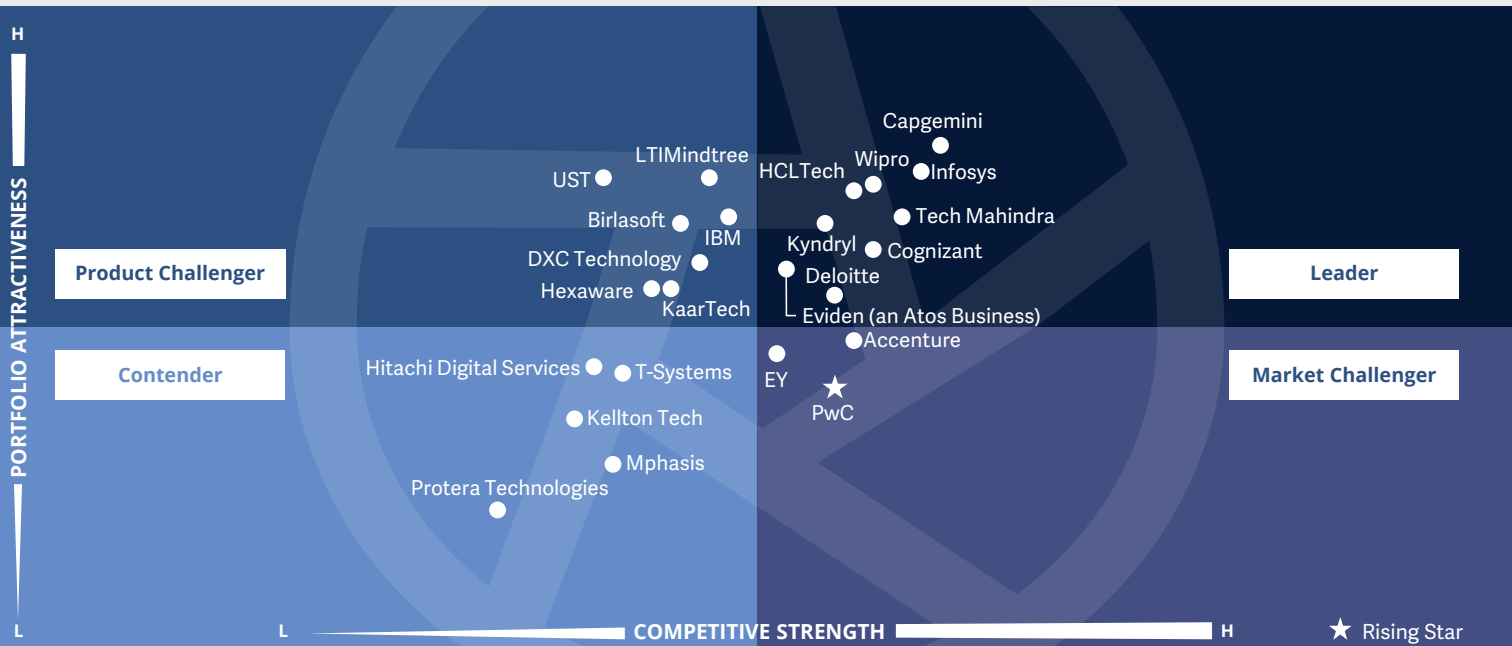 H
PORTFOLIO ATTRACTIVENESS
L
Product Challenger
Leader
Contender
Market Challenger
Capgemini
LTIMindtree
Wipro
HCLTech
Infosys
UST
Birlasoft
IBM
Tech Mahindra
Kyndryl
Cognizant
DXC Technology
Deloitte
Hexaware
KaarTech
Eviden (an Atos Business)
Accenture
Hitachi Digital Services
T-Systems
EY
PwC
Kellton Tech
Mphasis
Protera Technologies
L
COMPETITIVE STRENGTH
H
Rising Star